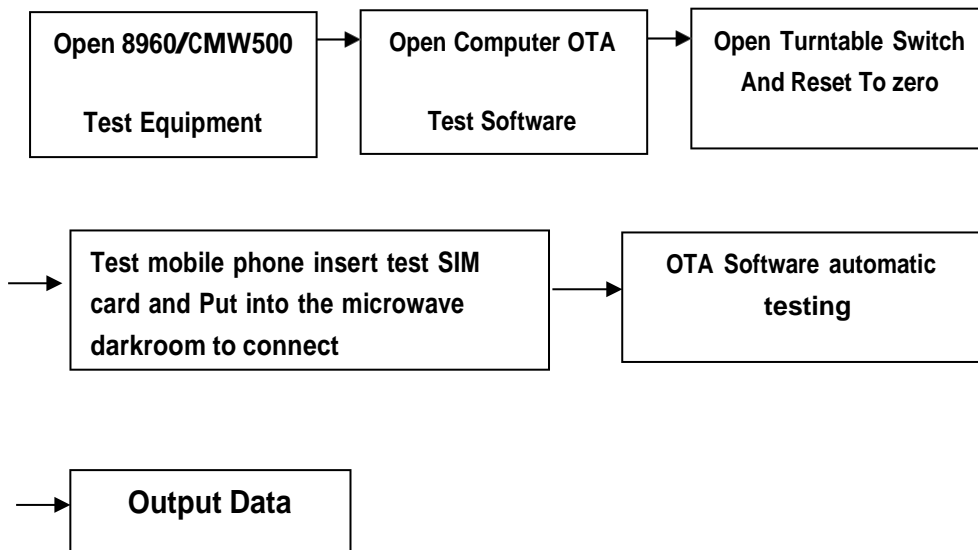 Open 8960/CMW500
Test Equipment
Open Computer OTA
Test Software
Open Turntable Switch
And Reset To zero
Test mobile phone insert test SIM
card and Put into the microwave
darkroom to connect
OTA Software automatic
testing
Output Data